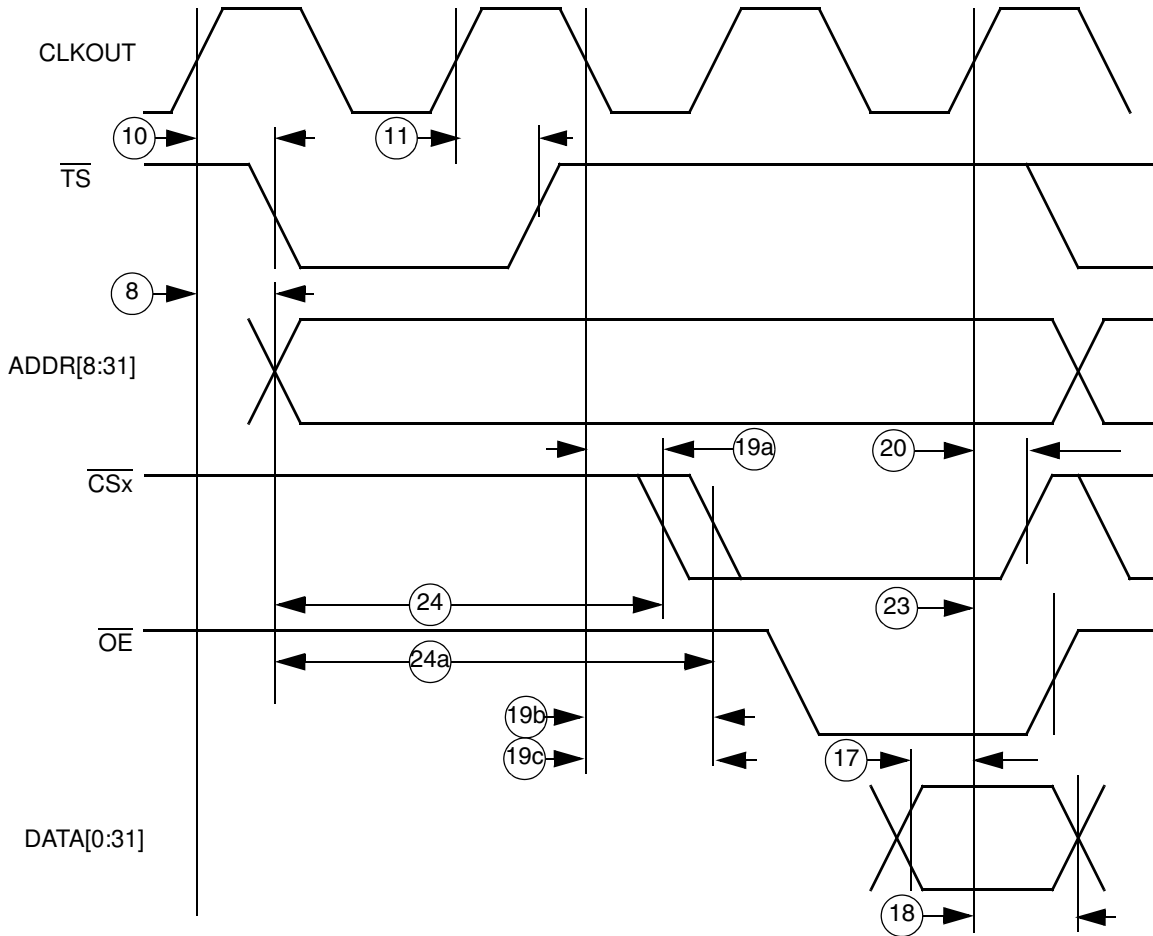 CLKOUT
10
11
TS
8
ADDR[8:31]
19a
20
CSx
24
23
OE
24a
19b
19c
17
DATA[0:31]
18